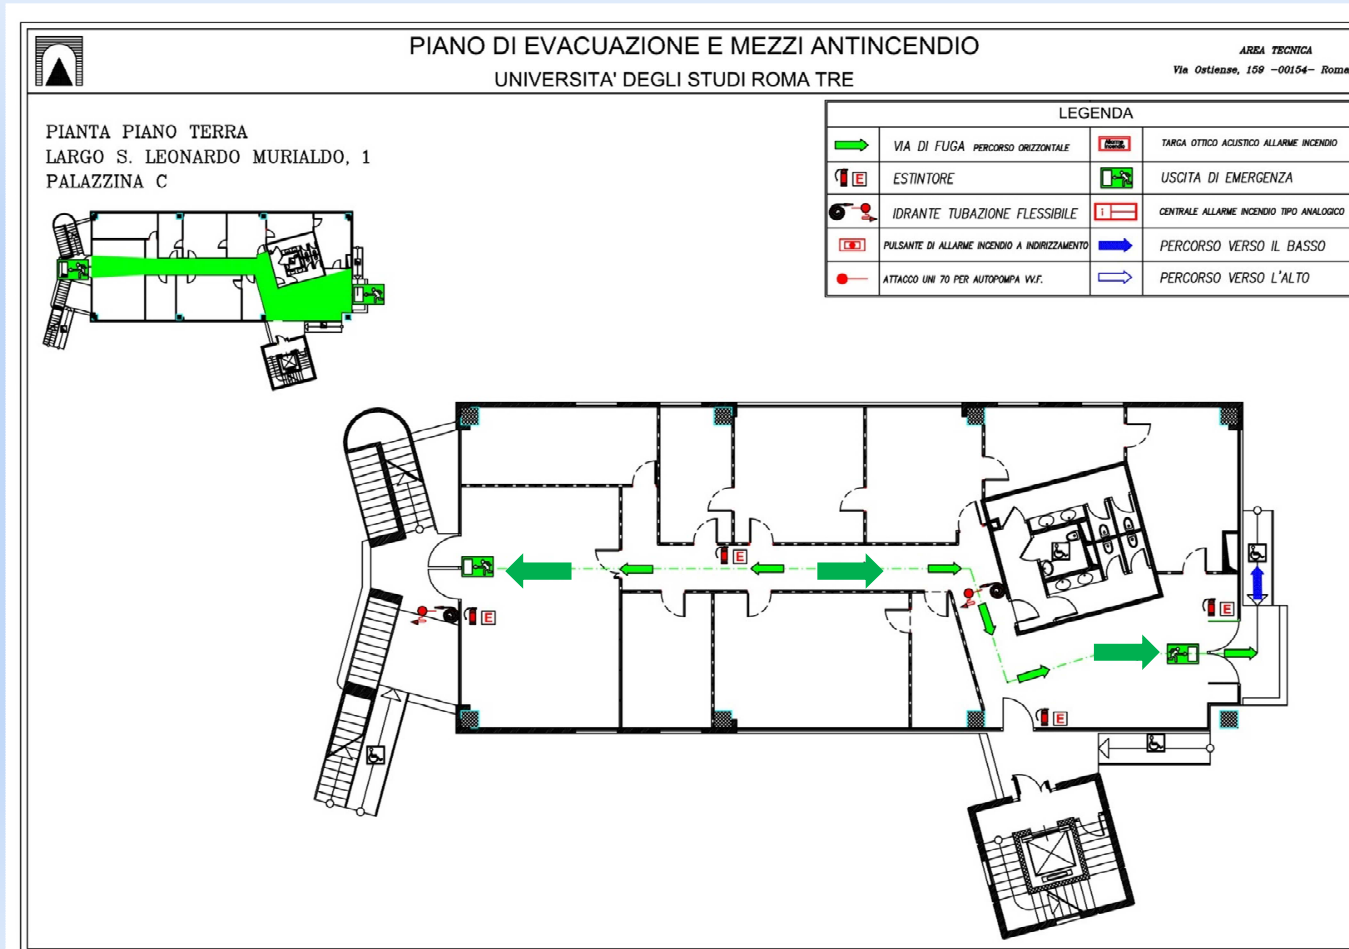 PIANO DI EVACUAZIONE E MEZZI ANTINCENDIO
UNIVERSITA' DEGLI STUDI ROMA TRE
AREA TECNICA
Via Ostiense, 159 -00154- Roma
PIANTA PIANO TERRA
LARGO S. LEONARDO MURIALDO, 1
PALAZZINA C
LEGENDA
VIA DI FUGA PERCORSO ORIZZONTALE
TARGA OTTICO ACUSTICO ALLARME INCENDIO
E
ESTINTORE
USCITA DI EMERGENZA
IDRANTE TUBAZIONE FLESSIBILE
CENTRALE ALLARME INCENDIO TIPO ANALOGICO
PULSANTE DI ALLARME INCENDIO A INDIRIZZAMENTO
PERCORSO VERSO IL BASSO
ATTACCO UNI 70 PER AUTOPOMPA VV.F.
PERCORSO VERSO L'ALTO
E
E
E
E